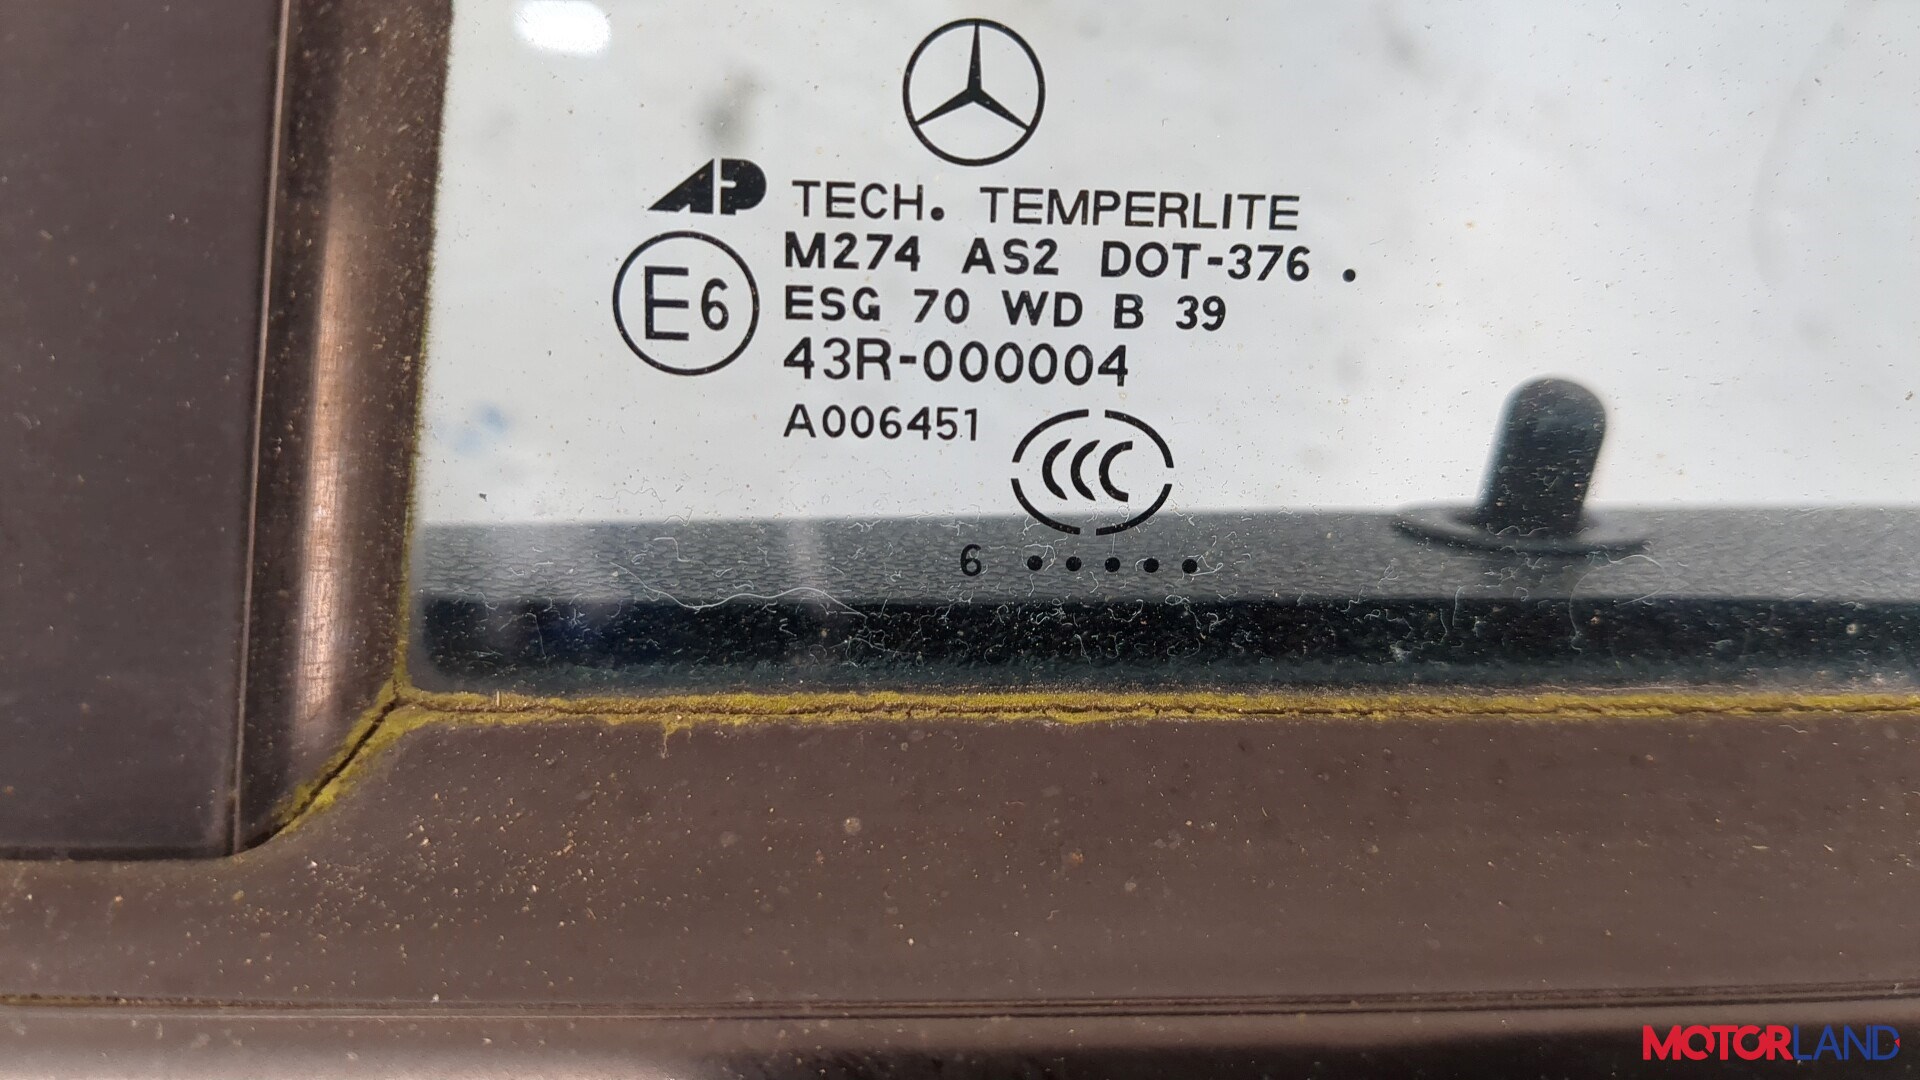 AP TECH. TEMPERLITE
M274 AS2 DOT-376 .
E6 ESG 70 WD B 39
43R-000004
A006451
CCC
6 • • • • •
MOTORLAND